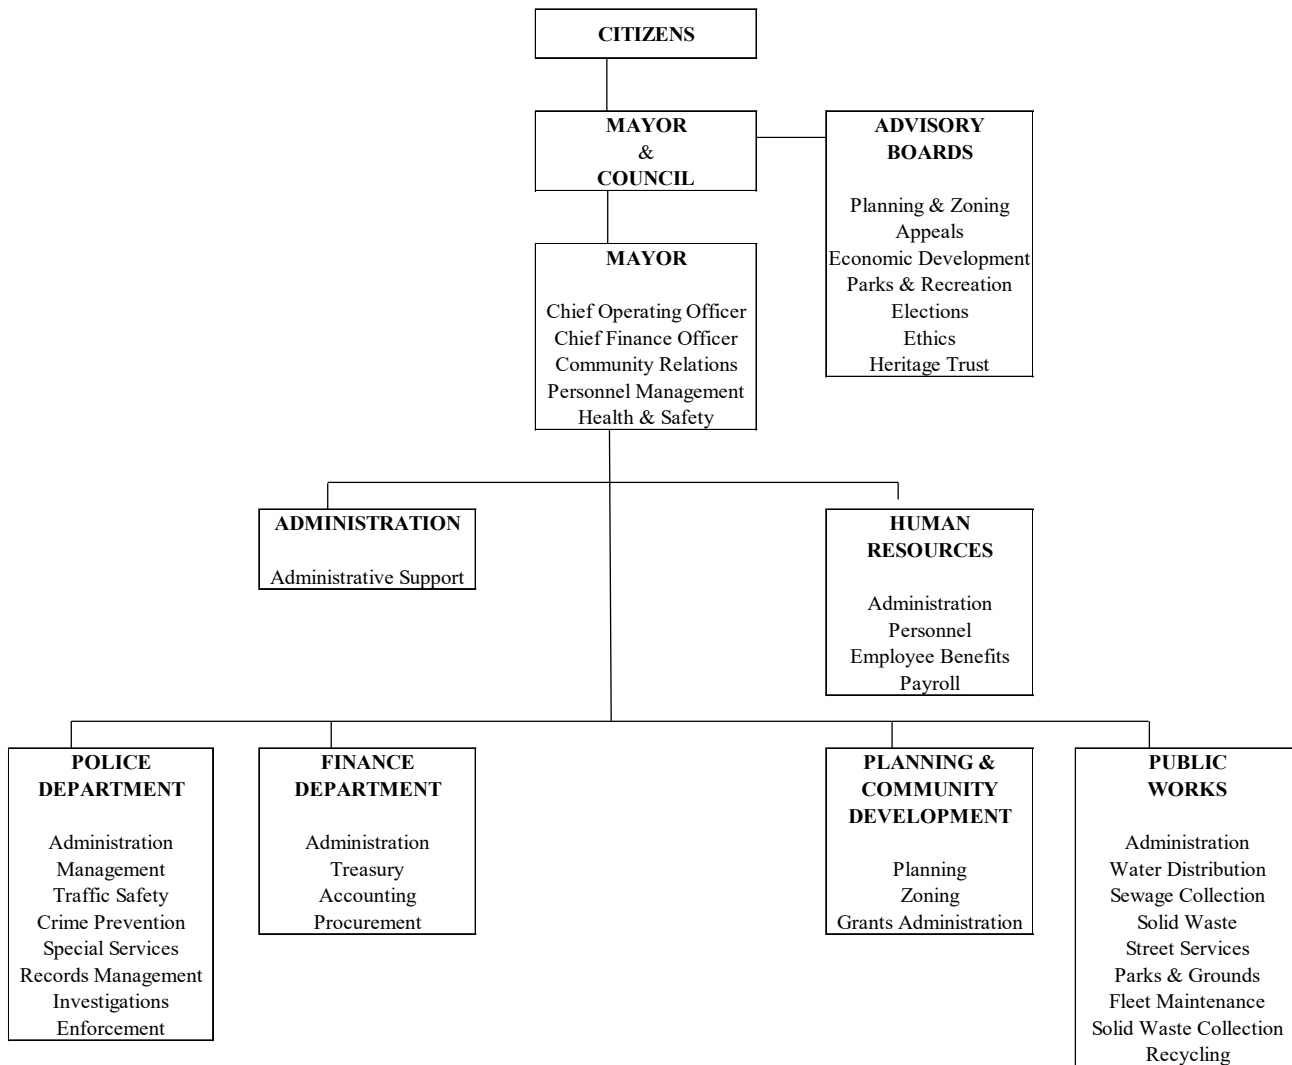 CITIZENS
MAYOR
&
COUNCIL
ADVISORY
BOARDS
Planning & Zoning
Appeals
Economic Development
Parks & Recreation
Elections
Ethics
Heritage Trust
MAYOR
Chief Operating Officer
Chief Finance Officer
Community Relations
Personnel Management
Health & Safety
ADMINISTRATION
Administrative Support
HUMAN
RESOURCES
Administration
Personnel
Employee Benefits
Payroll
POLICE
DEPARTMENT
Administration
Management
Traffic Safety
Crime Prevention
Special Services
Records Management
Investigations
Enforcement
FINANCE
DEPARTMENT
Administration
Treasury
Accounting
Procurement
PLANNING &
COMMUNITY
DEVELOPMENT
Planning
Zoning
Grants Administration
PUBLIC
WORKS
Administration
Water Distribution
Sewage Collection
Solid Waste
Street Services
Parks & Grounds
Fleet Maintenance
Solid Waste Collection
Recycling